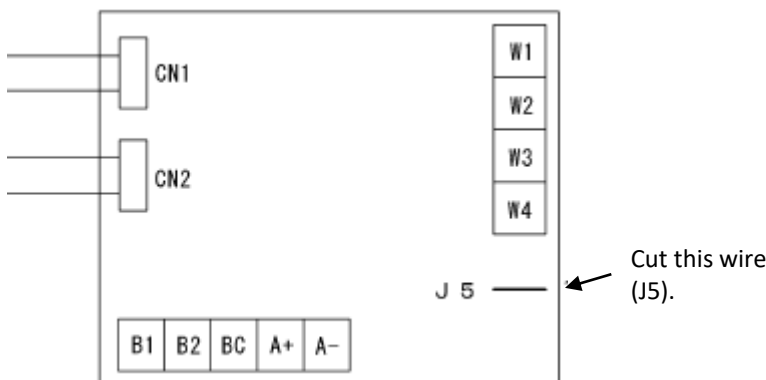 CN1
CN2
W1
W2
W3
W4
J 5
Cut this wire
(J5).
B1 B2 BC A+ A-